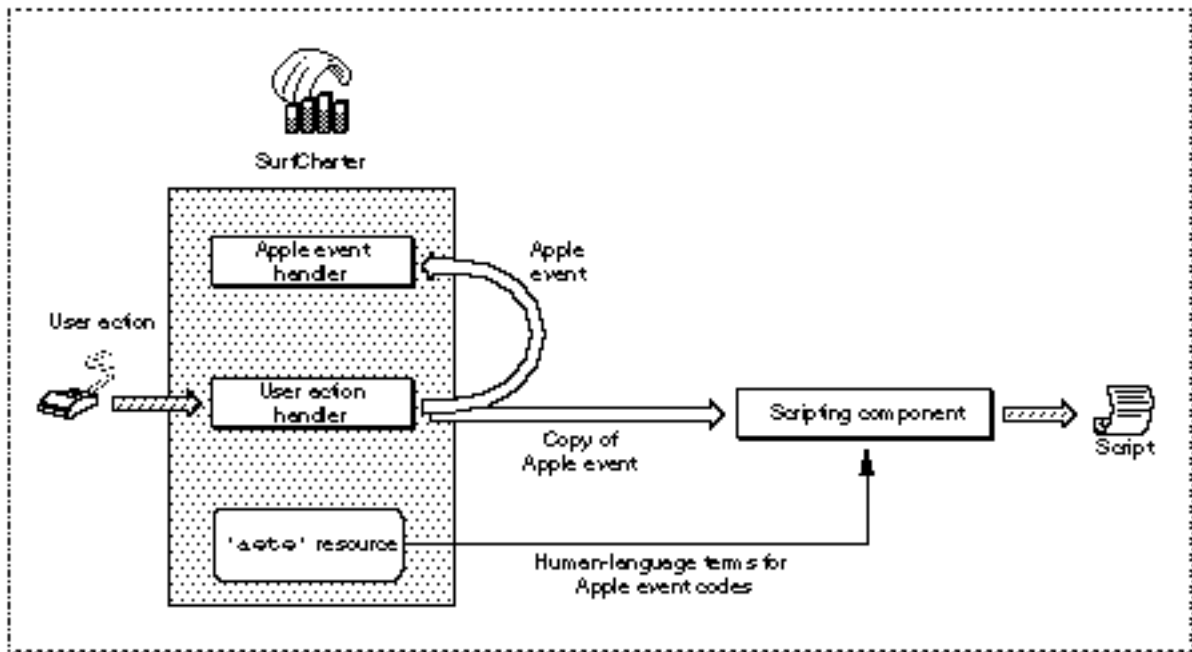 SurfCharter
Apple event
handler
Apple
event
User action
User action
handler
Scripting component
Copy of
Apple event
Script
'aete' resource
Human-language terms for
Apple event codes